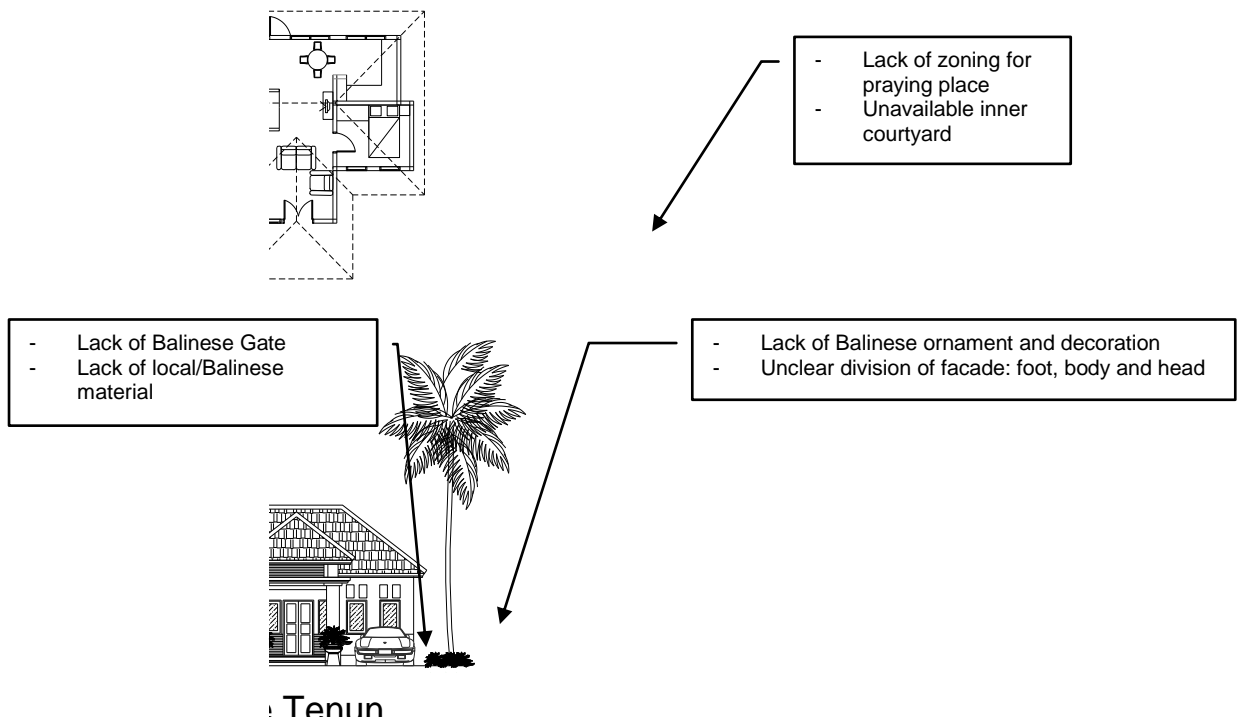 - Lack of zoning for
praying place
- Unavailable inner
courtyard
- Lack of Balinese Gate
- Lack of local/Balinese
material
- Lack of Balinese ornament and decoration
- Unclear division of facade: foot, body and head
Tenun